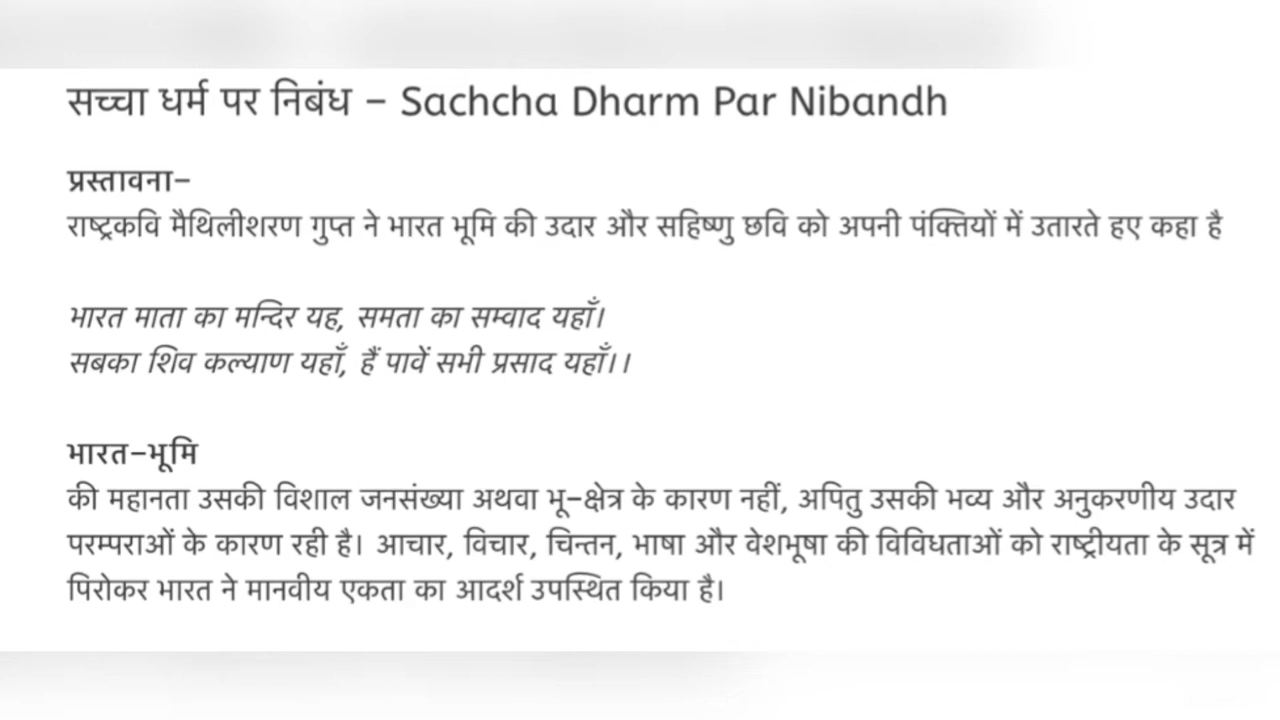 सच्चा धर्म पर निबंध – Sachcha Dharm Par Nibandh
प्रस्तावना–
राष्ट्रकवि मैथिलीशरण गुप्त ने भारत भूमि की उदार और सहिष्णु छवि को अपनी पंक्तियों में उतारते हए कहा है
भारत माता का मन्दिर यह, समता का सम्वाद यहाँ।
सबका शिव कल्याण यहाँ, हैं पावें सभी प्रसाद यहाँ।।
भारत–भूमि
की महानता उसकी विशाल जनसंख्या अथवा भू–क्षेत्र के कारण नहीं, अपितु उसकी भव्य और अनुकरणीय उदार
परम्पराओं के कारण रही है। आचार, विचार, चिन्तन, भाषा और वेशभूषा की विविधताओं को राष्ट्रीयता के सूत्र में
पिरोकर भारत ने मानवीय एकता का आदर्श उपस्थित किया है।